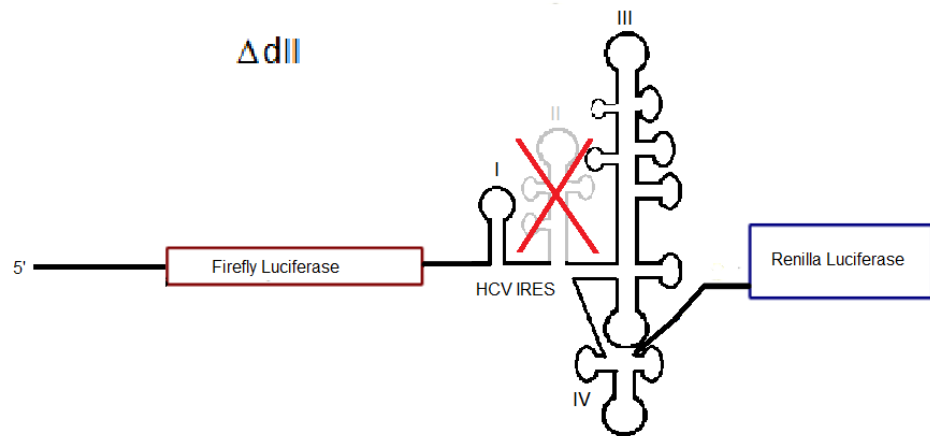 ΔdII
III
II
I
5'
Firefly Luciferase
HCV IRES
Renilla Luciferase
IV